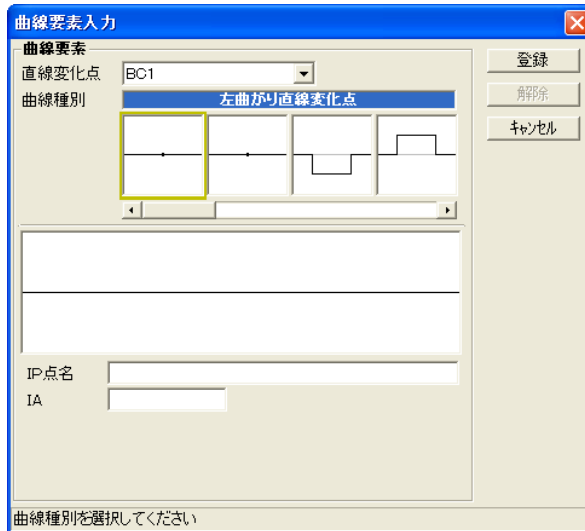 曲線要素入力
曲線要素
直線変化点 BC1
曲線種別 左曲がり直線変化点
登録
解除
キャンセル
IP点名
IA
曲線種別を選択してください